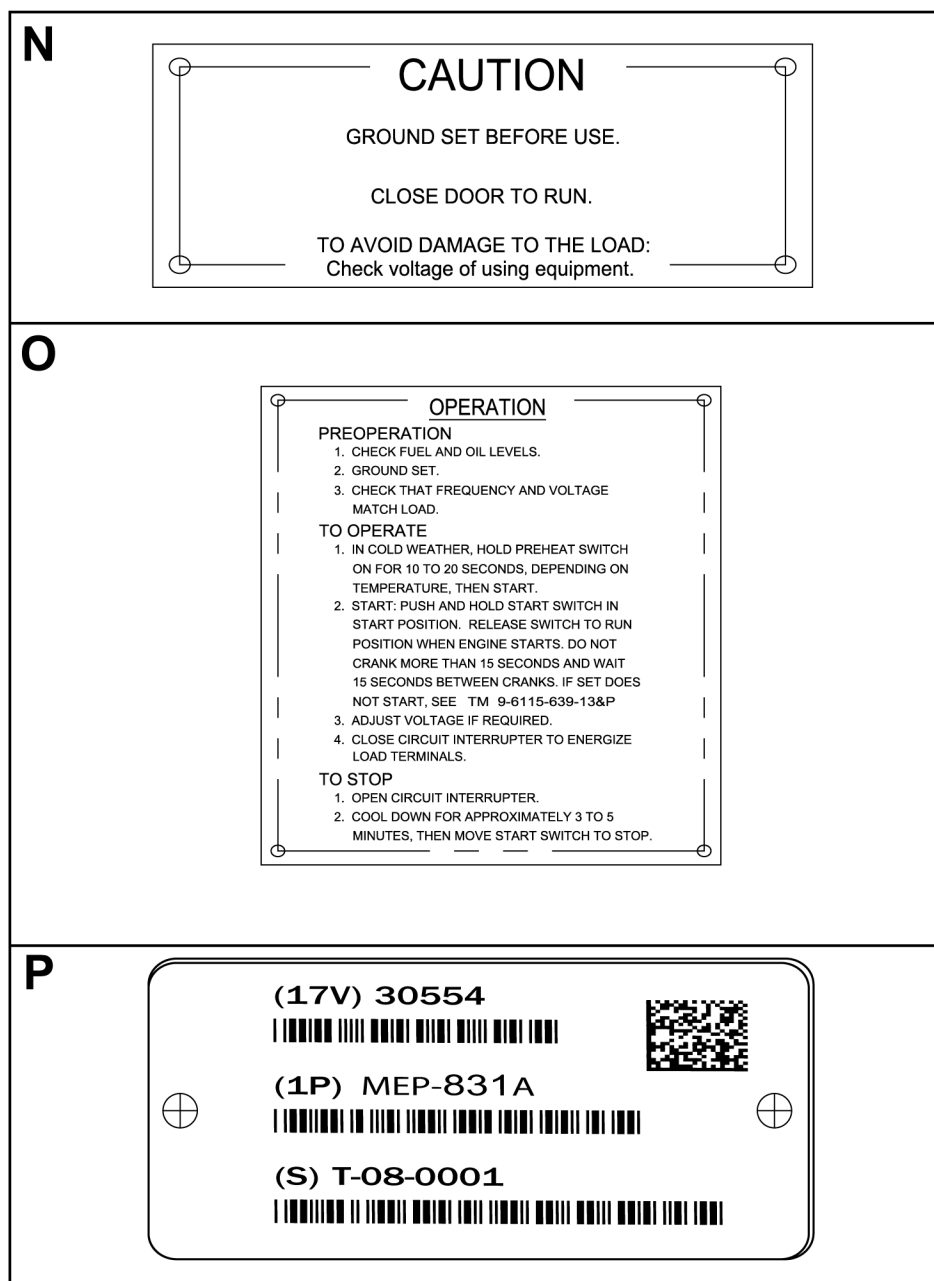 N
CAUTION
GROUND SET BEFORE USE.
CLOSE DOOR TO RUN.
TO AVOID DAMAGE TO THE LOAD:
Check voltage of using equipment.
O
OPERATION
PREOPERATION
1. CHECK FUEL AND OIL LEVELS.
2. GROUND SET.
3. CHECK THAT FREQUENCY AND VOLTAGE
MATCH LOAD.
TO OPERATE
1. IN COLD WEATHER, HOLD PREHEAT SWITCH
ON FOR 10 TO 20 SECONDS, DEPENDING ON
TEMPERATURE, THEN START.
2. START: PUSH AND HOLD START SWITCH IN
START POSITION. RELEASE SWITCH TO RUN
POSITION WHEN ENGINE STARTS. DO NOT
CRANK MORE THAN 15 SECONDS AND WAIT
15 SECONDS BETWEEN CRANKS. IF SET DOES
NOT START, SEE TM 9-6115-639-13&P
3. ADJUST VOLTAGE IF REQUIRED.
4. CLOSE CIRCUIT INTERRUPTER TO ENERGIZE
LOAD TERMINALS.
TO STOP
1. OPEN CIRCUIT INTERRUPTER.
2. COOL DOWN FOR APPROXIMATELY 3 TO 5
MINUTES, THEN MOVE START SWITCH TO STOP.
P
(17V) 30554
(1P) MEP-831A
(S) T-08-0001